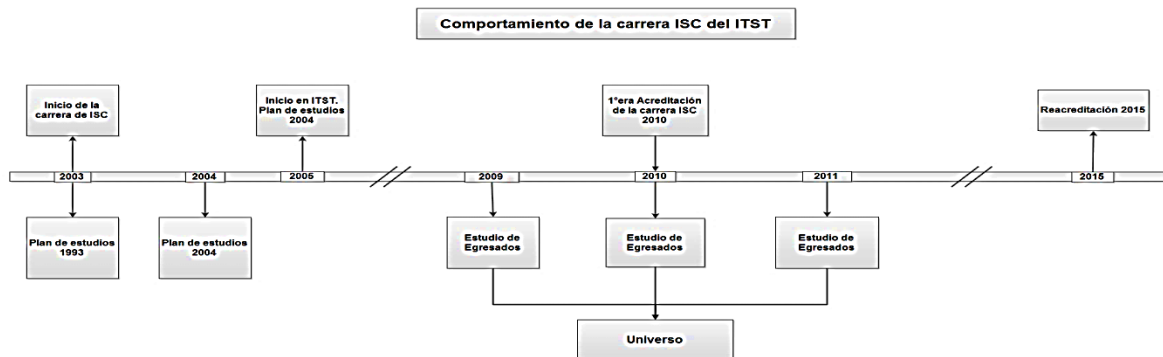 Comportamiento de la carrera ISC del ITST
Inicio de la
carrera de ISC
Inicio en ITST.
Plan de estudios
2004
1°era Acreditación
de la carrera ISC
2010
Reacreditación 2015
2003
2004
2005
2009
2010
2011
2015
Plan de estudios
1993
Plan de estudios
2004
Estudio de
Egresados
Estudio de
Egresados
Estudio de
Egresados
Universo